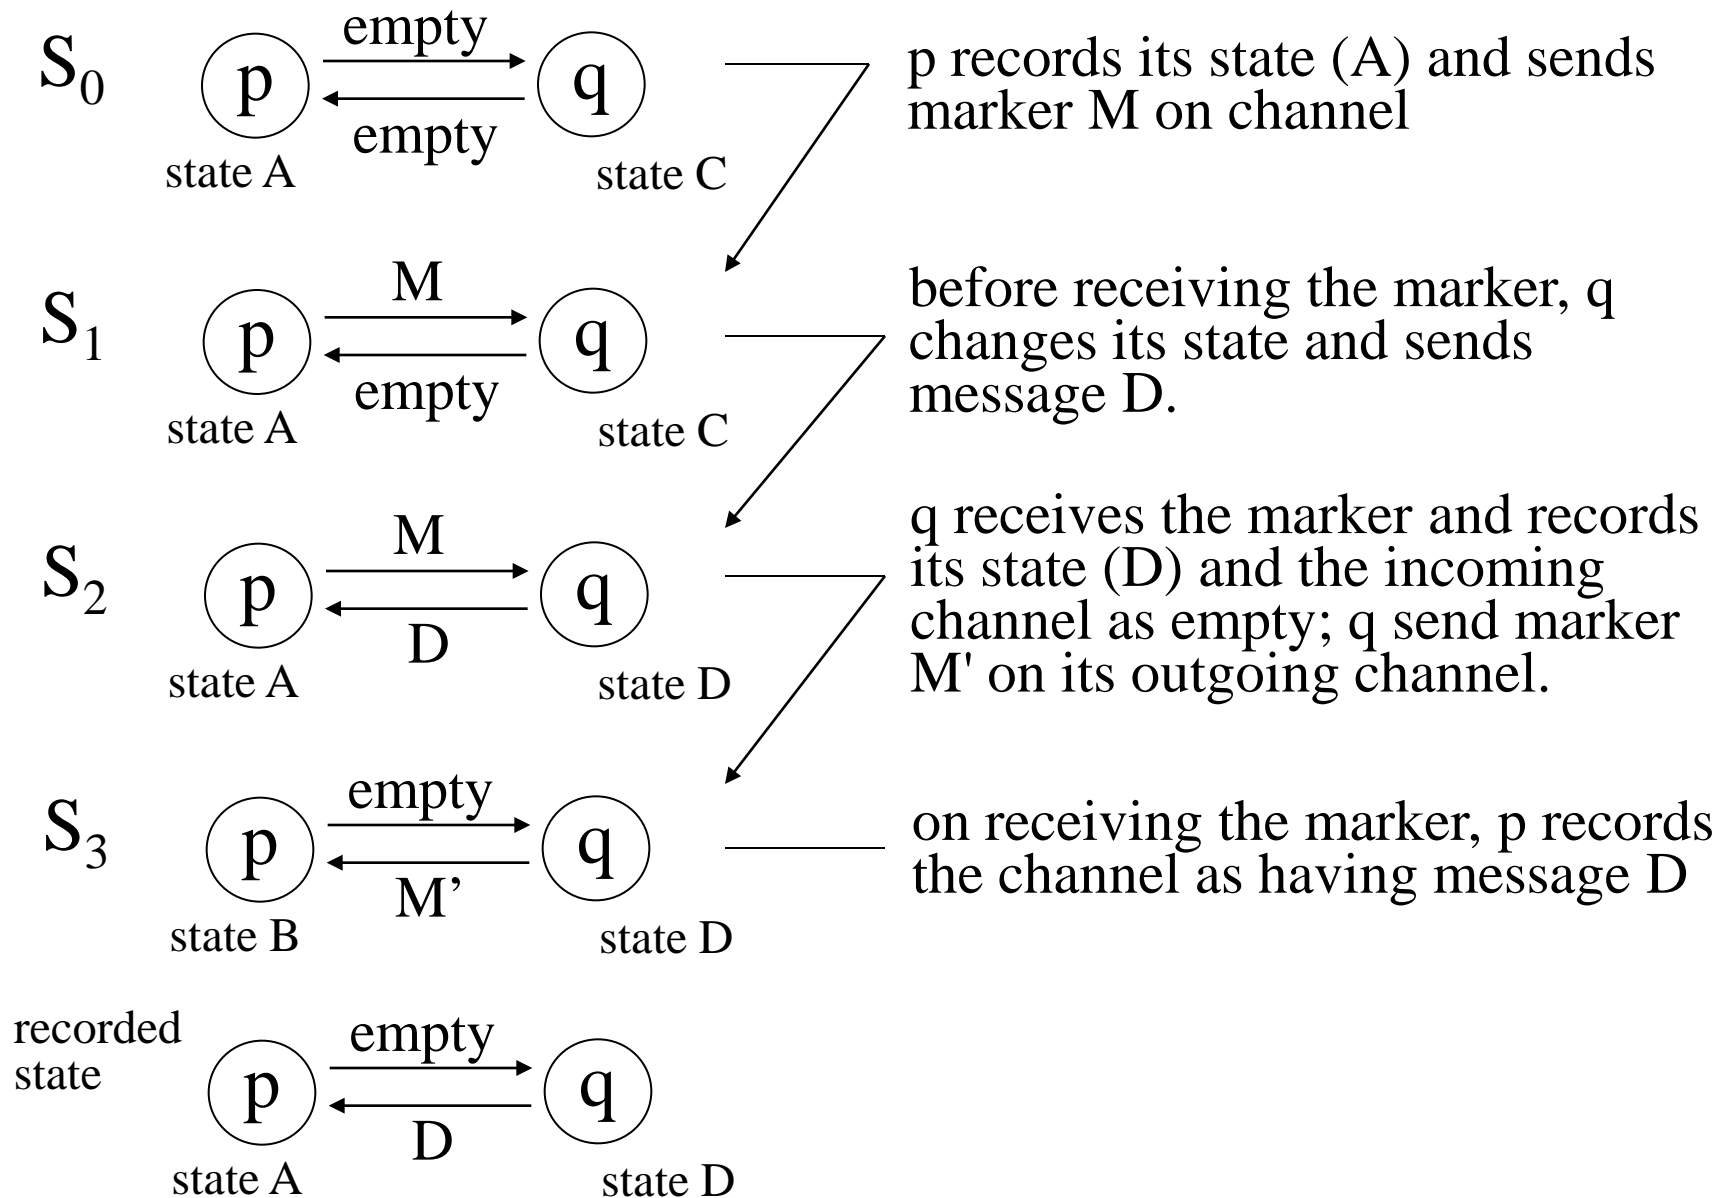 empty
S0
p
q
p records its state (A) and sends
marker M on channel
empty
state A
state C
M
S1
p
q
before receiving the marker, q
changes its state and sends
message D.
empty
state A
state C
M
S2
p
q
q receives the marker and records
its state (D) and the incoming
channel as empty; q send marker
M' on its outgoing channel.
D
state A
state D
empty
S3
p
q
on receiving the marker, p records
the channel as having message D
M’
state B
state D
recorded
state
empty
p
q
D
state A
state D